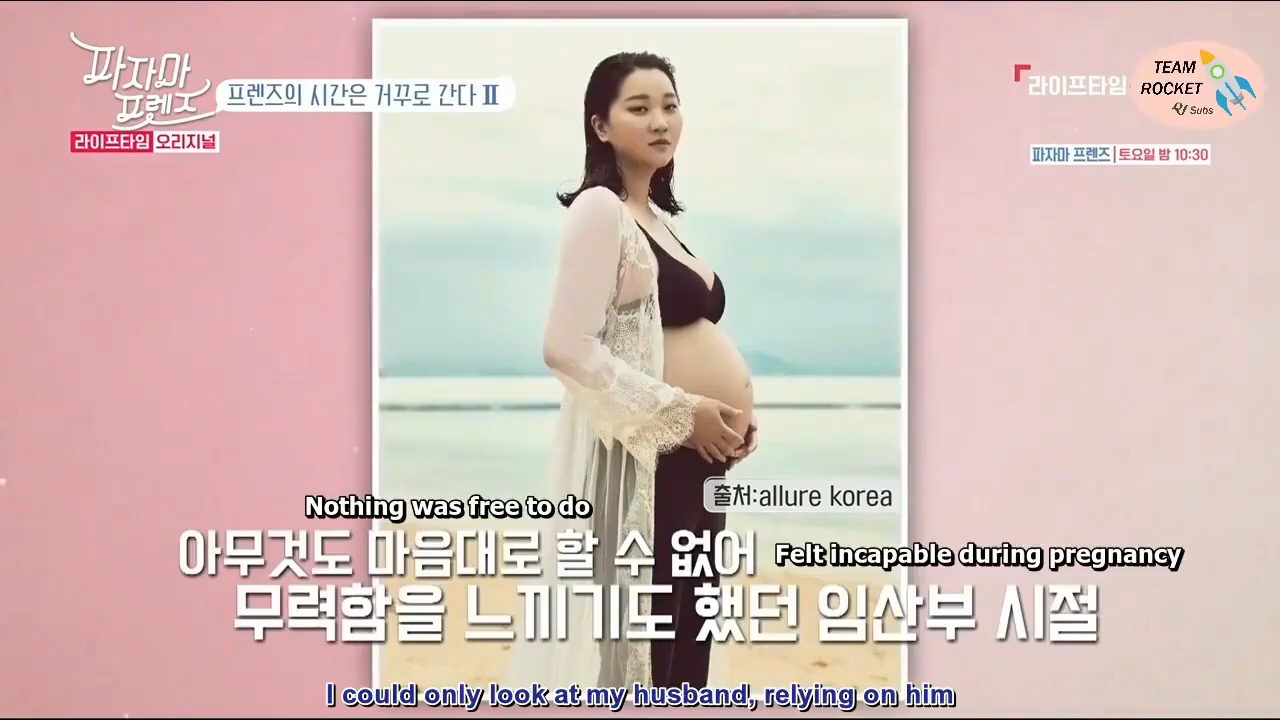 파자마
프렌즈
프렌즈의 시간은 거꾸로 간다 Ⅱ
라이프타임 오리지널
라이프타임
TEAM
ROCKET
RJ Subs
파자마 프렌즈 | 토요일 밤 10:30
출처:allure korea
Nothing was free to do
아무것도 마음대로 할 수 없어
Felt incapable during pregnancy
무력함을 느끼기도 했던 임산부 시절
I could only look at my husband, relying on him